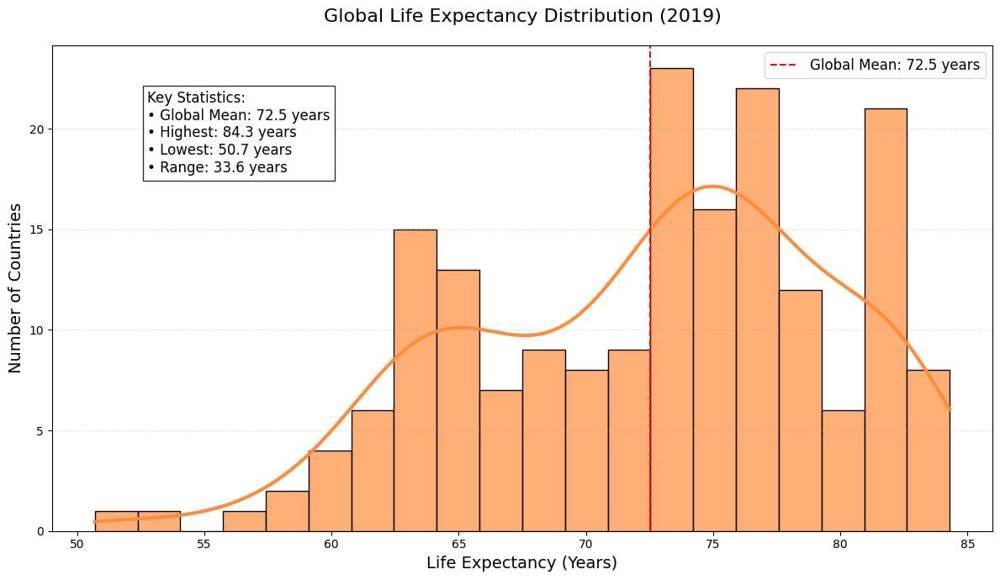 Global Life Expectancy Distribution (2019)
Global Mean: 72.5 years
Key Statistics:
• Global Mean: 72.5 years
• Highest: 84.3 years
• Lowest: 50.7 years
• Range: 33.6 years
Number of Countries
20
15
10
5
0
50 55 60 65 70 75 80 85
Life Expectancy (Years)